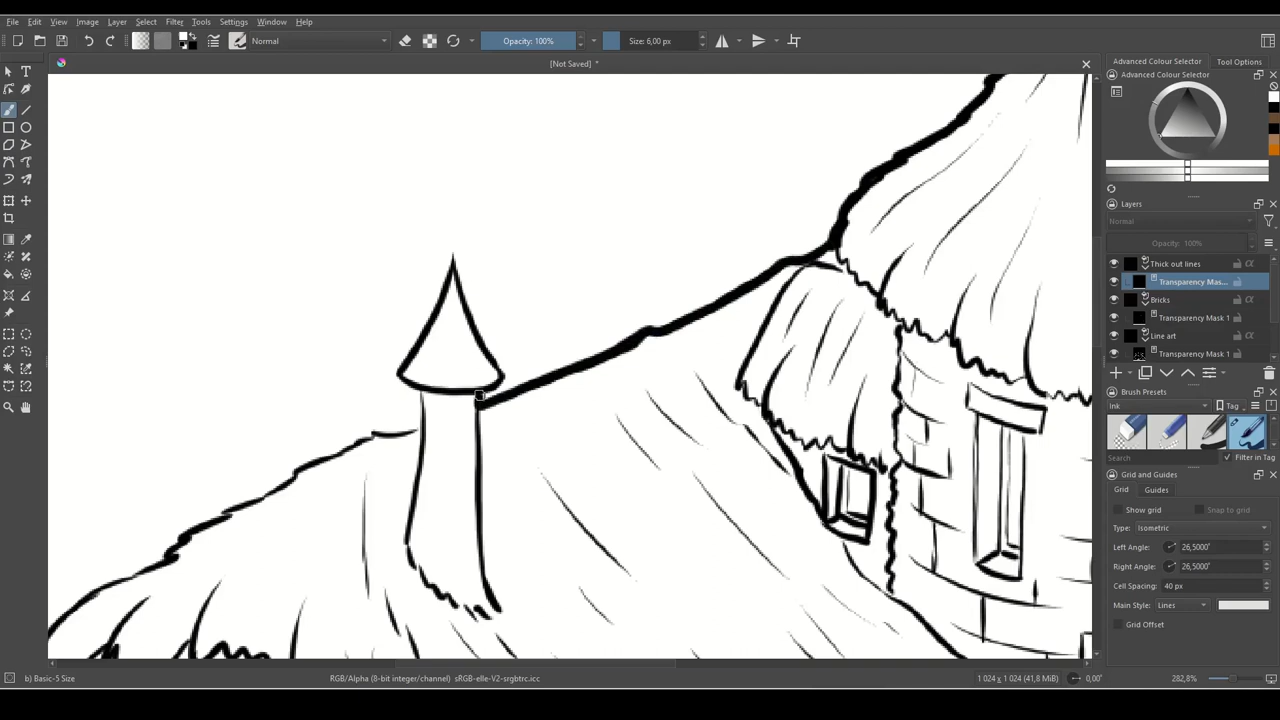 File Edit View Image Layer Select Filter Tools Settings Window Help
Normal Opacity: 100% Size: 6,00 px
[Not Saved] *
Advanced Colour Selector Tool Options
Advanced Colour Selector
Layers
Normal
Opacity: 100%
Thick out lines
Transparency Mas...
Bricks
Transparency Mask 1
Line art
Transparency Mask 1
Brush Presets
Ink Tag
Search Filter in Tag
Grid and Guides
Grid Guides
Show grid Snap to grid
Type: Isometric
Left Angle: 26,5000°
Right Angle: 26,5000°
Cell Spacing: 40 px
Main Style: Lines
Grid Offset
b) Basic-5 Size RGB/Alpha (8-bit integer/channel) sRGB-elle-V2-srgbtrc.icc 1 024 x 1 024 (41,8 MiB) 0,00° 282,8%